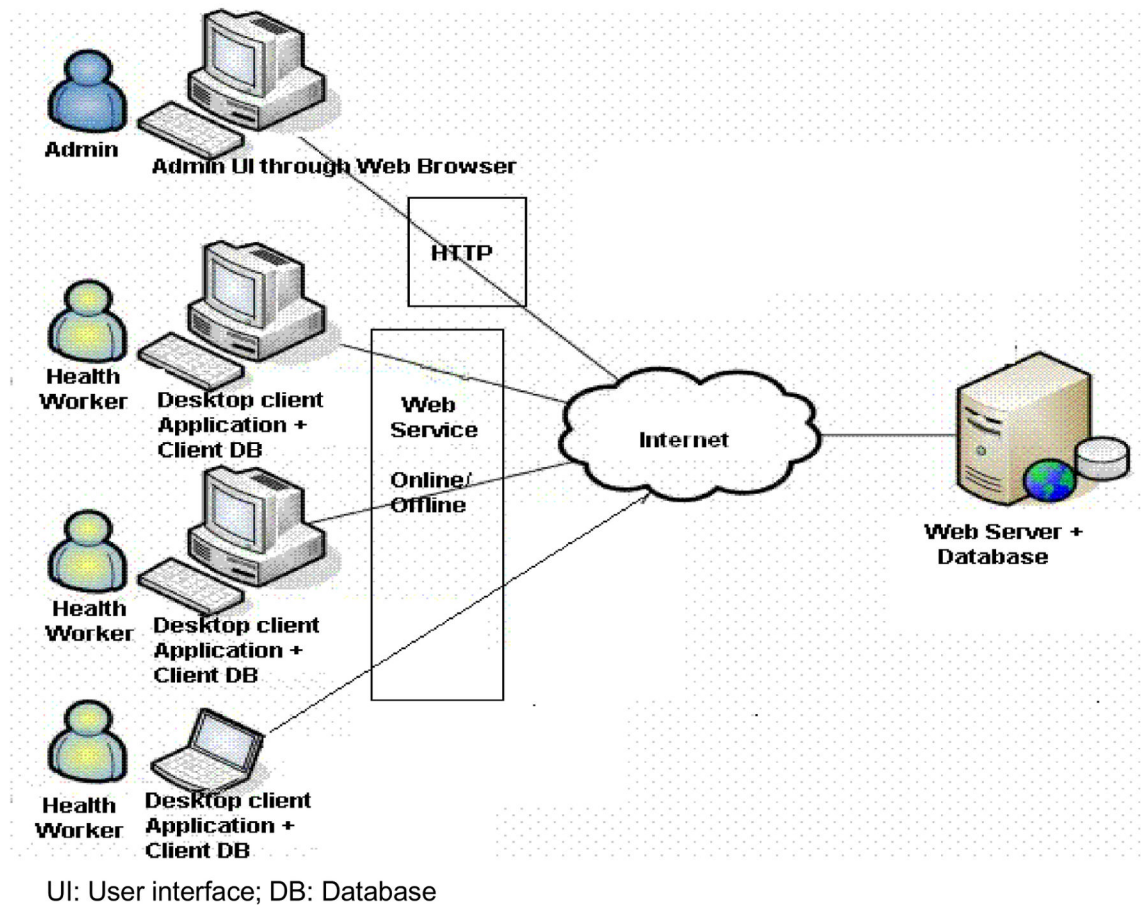 Admin
Admin UI through Web Browser
HTTP
Health
Worker
Desktop client
Application +
Client DB
Web
Service
Online/
Offline
Internet
Web Server +
Database
Health
Worker
Desktop client
Application +
Client DB
Health
Worker
Desktop client
Application +
Client DB
UI: User interface; DB: Database